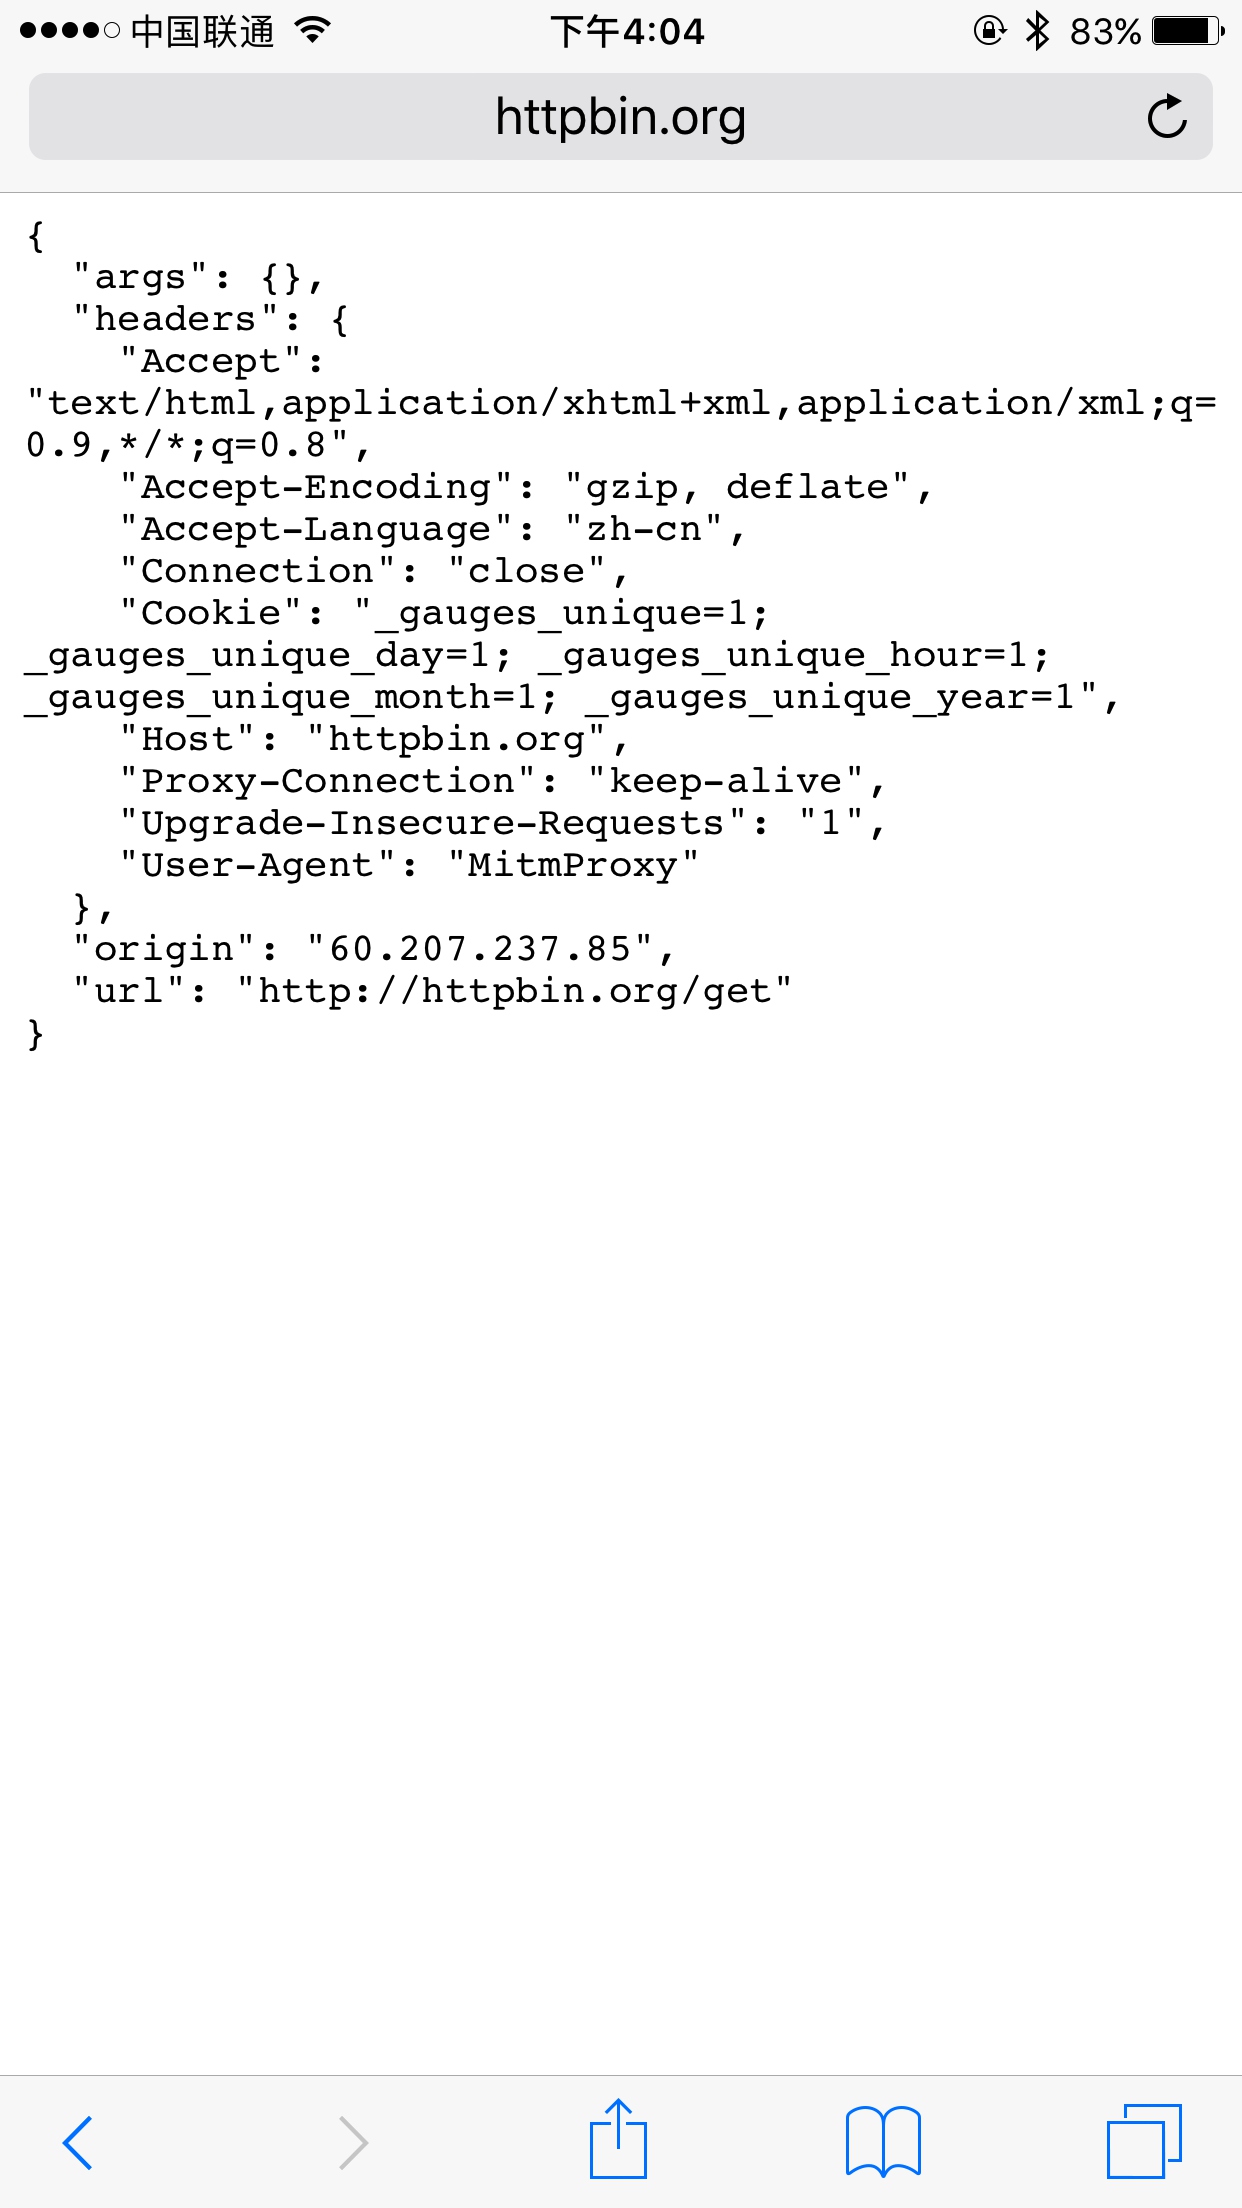 中国联通
下午4:04
83%
httpbin.org
{
  "args": {},
  "headers": {
    "Accept":
"text/html,application/xhtml+xml,application/xml;q=
0.9,*/*;q=0.8",
    "Accept-Encoding": "gzip, deflate",
    "Accept-Language": "zh-cn",
    "Connection": "close",
    "Cookie": "_gauges_unique=1;
_gauges_unique_day=1; _gauges_unique_hour=1;
_gauges_unique_month=1; _gauges_unique_year=1",
    "Host": "httpbin.org",
    "Proxy-Connection": "keep-alive",
    "Upgrade-Insecure-Requests": "1",
    "User-Agent": "MitmProxy"
  },
  "origin": "60.207.237.85",
  "url": "http://httpbin.org/get"
}